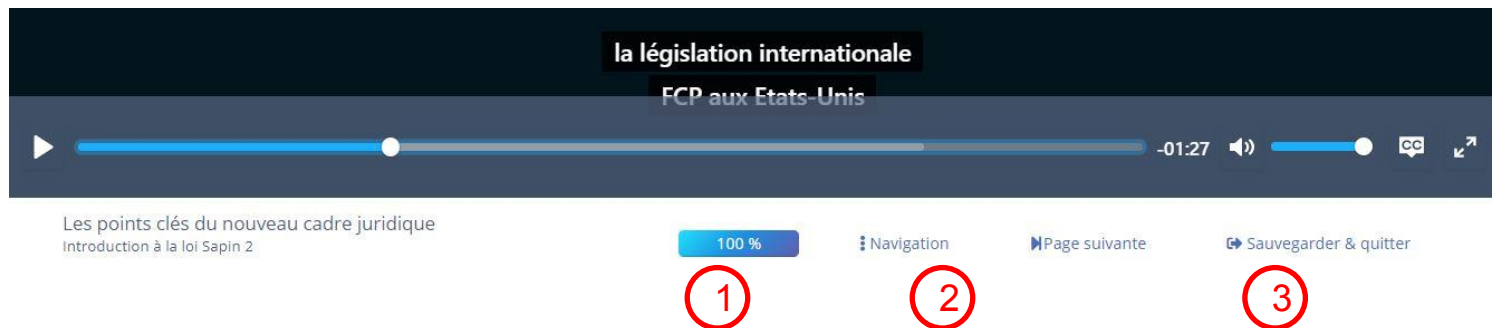 la législation internationale
FCP aux Etats-Unis
-01:27
CC
Les points clés du nouveau cadre juridique
Introduction à la loi Sapin 2
100 %
Navigation
Page suivante
Sauvegarder & quitter
1
2
3